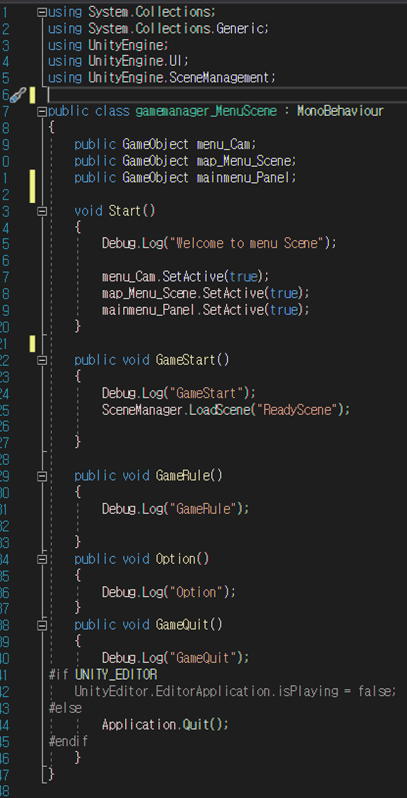 1 using System.Collections;
2 using System.Collections.Generic;
3 using UnityEngine;
4 using UnityEngine.UI;
5 using UnityEngine.SceneManagement;
6
7 public class gamemanager_MenuScene : MonoBehaviour
8 {
9     public GameObject menu_Cam;
0     public GameObject map_Menu_Scene;
1     public GameObject mainmenu_Panel;
2
3     void Start()
4     {
5         Debug.Log("Welcome to menu Scene");
6
7         menu_Cam.SetActive(true);
8         map_Menu_Scene.SetActive(true);
9         mainmenu_Panel.SetActive(true);
20     }
21
22     public void GameStart()
23     {
24         Debug.Log("GameStart");
25         SceneManager.LoadScene("ReadyScene");
26
27     }
28
29     public void GameRule()
30     {
31         Debug.Log("GameRule");
32
33     }
34     public void Option()
35     {
36         Debug.Log("Option");
37     }
38     public void GameQuit()
39     {
40         Debug.Log("GameQuit");
41 #if UNITY_EDITOR
42     UnityEditor.EditorApplication.isPlaying = false;
43 #else
44         Application.Quit();
45 #endif
46     }
47 }
48